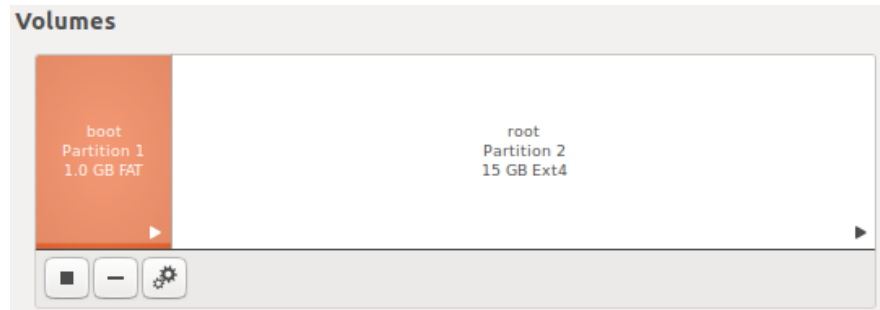 Volumes
boot
Partition 1
1.0 GB FAT
root
Partition 2
15 GB Ext4